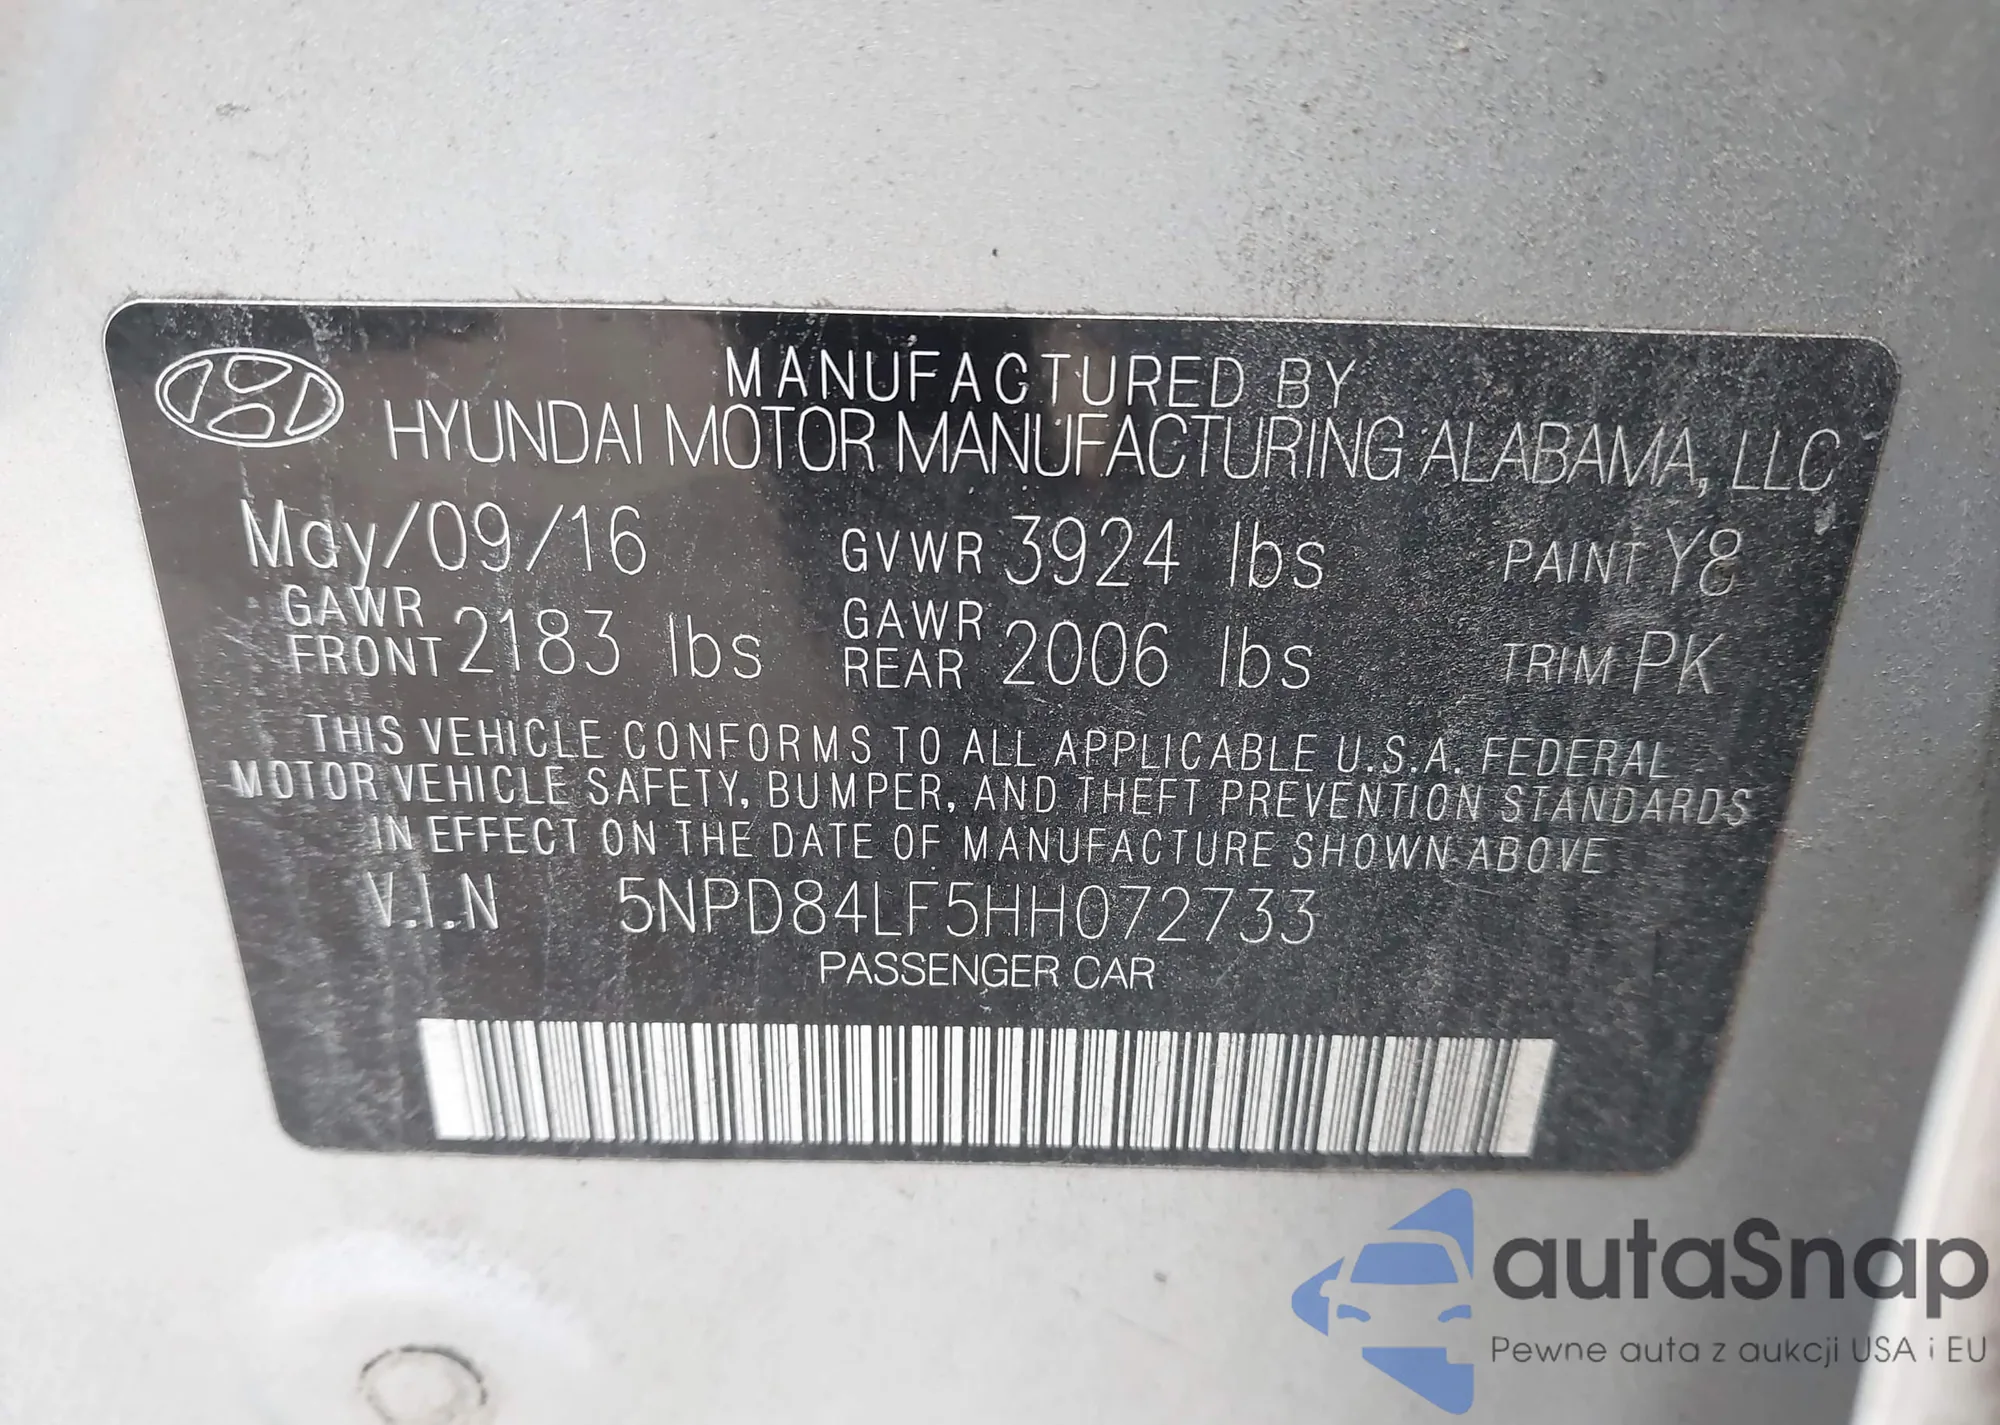 MANUFACTURED BY
HYUNDAI MOTOR MANUFACTURING ALABAMA, LLC
May/09/16 GVWR 3924 lbs PAINT Y8
GAWR FRONT 2183 lbs GAWR REAR 2006 lbs TRIM PK
THIS VEHICLE CONFORMS TO ALL APPLICABLE U.S.A. FEDERAL
MOTOR VEHICLE SAFETY, BUMPER, AND THEFT PREVENTION STANDARDS
IN EFFECT ON THE DATE OF MANUFACTURE SHOWN ABOVE
V.I.N 5NPD84LF5HH072733
PASSENGER CAR
autaSnap
Pewne auta z aukcji USA i EU